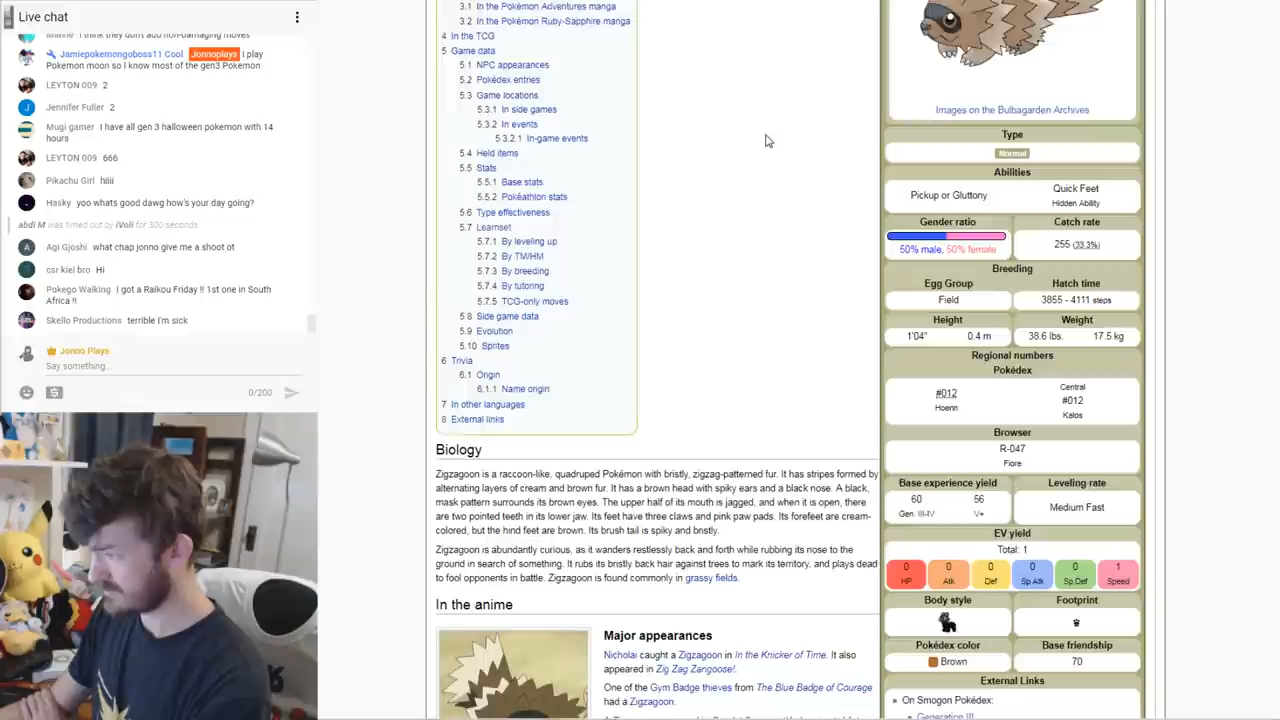 Live chat
Jamiepokemongoboss11 Cool Jonnoplays I play
Pokemon moon so I know most of the gen3 Pokemon
LEYTON 009 2
Jennifer Fuller 2
Mugi gamer I have all gen 3 halloween pokemon with 14
hours
LEYTON 009 666
Pikachu Girl hiiii
Hasky yoo whats good dawg how's your day going?
abdi M was timed out by iVoli for 300 seconds
Agi Gjoshi what chap jonno give me a shoot ot
csr kiel bro Hi
Pokego Walking I got a Raikou Friday !! 1st one in South
Africa !!
Skello Productions terrible I'm sick
Jonno Plays
Say something...
0/200
3.1 In the Pokémon Adventures manga
3.2 In the Pokémon Ruby-Sapphire manga
4 In the TCG
5 Game data
5.1 NPC appearances
5.2 Pokédex entries
5.3 Game locations
5.3.1 In side games
5.3.2 In events
5.3.2.1 In-game events
5.4 Held items
5.5 Stats
5.5.1 Base stats
5.5.2 Pokéathlon stats
5.6 Type effectiveness
5.7 Learnset
5.7.1 By leveling up
5.7.2 By TM/HM
5.7.3 By breeding
5.7.4 By tutoring
5.7.5 TCG-only moves
5.8 Side game data
5.9 Evolution
5.10 Sprites
6 Trivia
6.1 Origin
6.1.1 Name origin
7 In other languages
8 External links
Biology
Zigzagoon is a raccoon-like, quadruped Pokémon with bristly, zigzag-patterned fur. It has stripes formed by
alternating layers of cream and brown fur. It has a brown head with spiky ears and a black nose. A black,
mask pattern surrounds its brown eyes. The upper half of its mouth is jagged, and when it is open, there
are two pointed teeth in its lower jaw. Its feet have three claws and pink paw pads. Its forefeet are cream-
colored, but the hind feet are brown. Its brush tail is spiky and bristly.
Zigzagoon is abundantly curious, as it wanders restlessly back and forth while rubbing its nose to the
ground in search of something. It rubs its bristly back hair against trees to mark its territory, and plays dead
to fool opponents in battle. Zigzagoon is found commonly in grassy fields.
In the anime
Major appearances
Nicholai caught a Zigzagoon in In the Knicker of Time. It also
appeared in Zig Zag Zangoose!.
One of the Gym Badge thieves from The Blue Badge of Courage
had a Zigzagoon.
Images on the Bulbagarden Archives
Type
Normal
Abilities
Pickup or Gluttony
Quick Feet
Hidden Ability
Gender ratio
50% male, 50% female
Catch rate
255 (33.3%)
Breeding
Egg Group
Field
Hatch time
3855 - 4111 steps
Height
1'04" 0.4 m
Weight
38.6 lbs. 17.5 kg
Regional numbers
Pokédex
#012
Hoenn
Central
#012
Kalos
Browser
R-047
Fiore
Base experience yield
60 56
Gen. III-IV V+
Leveling rate
Medium Fast
EV yield
Total: 1
0 0 0 0 0 1
HP Atk Def Sp.Atk Sp.Def Speed
Body style
Footprint
Pokédex color
Brown
Base friendship
70
External Links
On Smogon Pokédex:
Generation III